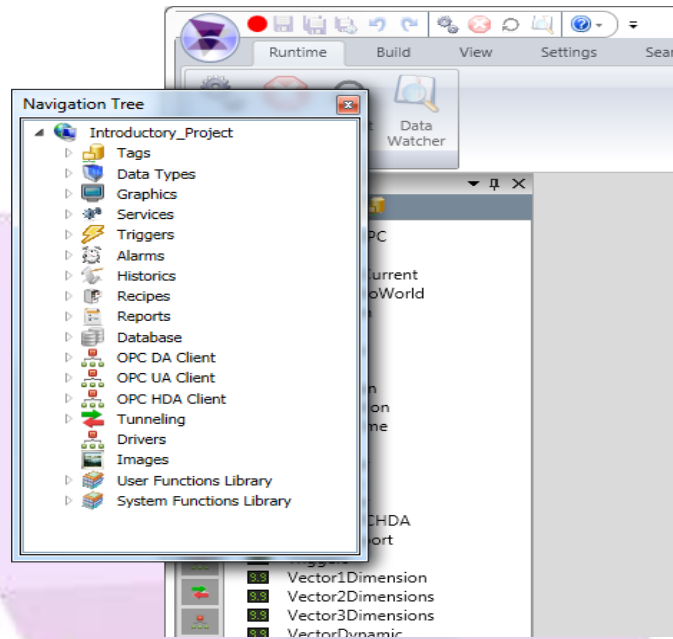 Runtime Build View Settings Sear
Navigation Tree
Data
Watcher
Introductory_Project
Tags
Data Types
Graphics
Services
Triggers
Alarms
Historics
Recipes
Reports
Database
OPC DA Client
OPC UA Client
OPC HDA Client
Tunneling
Drivers
Images
User Functions Library
System Functions Library
PC
Current
oWorld
n
on
me
CHDA
port
Vector1Dimension
Vector2Dimensions
Vector3Dimensions
VectorDynamic